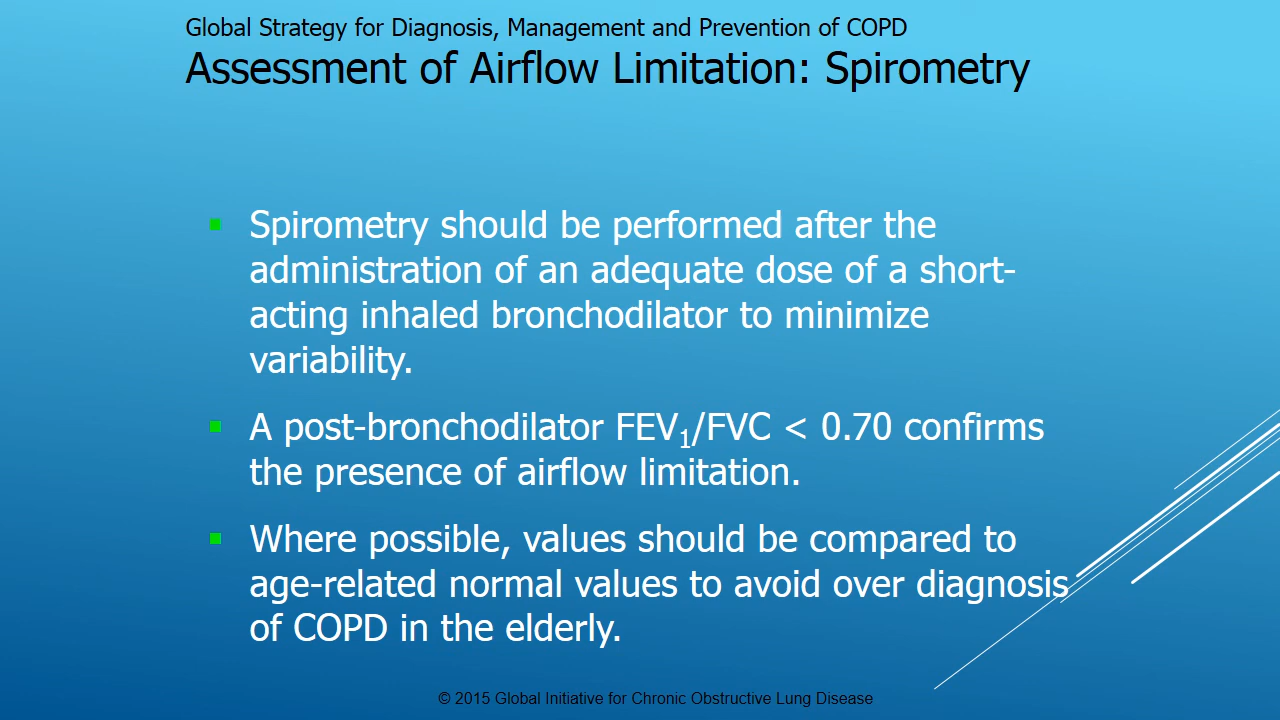 Global Strategy for Diagnosis, Management and Prevention of COPD
Assessment of Airflow Limitation: Spirometry
Spirometry should be performed after the
administration of an adequate dose of a short-
acting inhaled bronchodilator to minimize
variability.
A post-bronchodilator FEV₁/FVC < 0.70 confirms
the presence of airflow limitation.
Where possible, values should be compared to
age-related normal values to avoid over diagnosis
of COPD in the elderly.
© 2015 Global Initiative for Chronic Obstructive Lung Disease